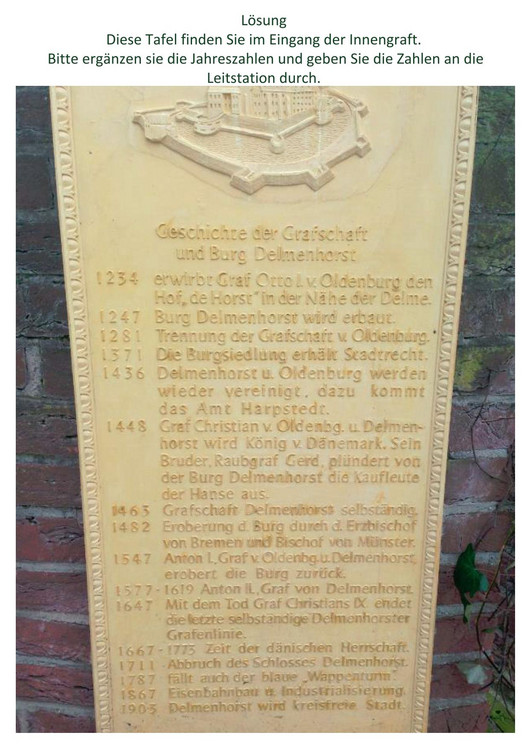 Lösung
Diese Tafel finden Sie im Eingang der Innengraft.
Bitte ergänzen sie die Jahreszahlen und geben Sie die Zahlen an die
Leitstation durch.
Geschichte der Grafschaft
und Burg Delmenhorst
1234 erwirbt Graf Otto I. v. Oldenburg den
Hof „de Horst" in der Nähe der Delme.
1247 Burg Delmenhorst wird erbaut.
1281 Trennung der Grafschaft v. Oldenburg.
1371 Die Burgsiedlung erhält Stadtrecht.
1436 Delmenhorst u. Oldenburg werden
wieder vereinigt, dazu kommt
das Amt Harpstedt.
1448 Graf Christian v. Oldenbg. u. Delmen-
horst wird König v. Dänemark. Sein
Bruder, Raubgraf Gerd, plündert von
der Burg Delmenhorst die Kaufleute
der Hanse aus.
1463 Grafschaft Delmenhorst selbständig.
1482 Eroberung d. Burg durch d. Erzbischof
von Bremen und Bischof von Münster.
1547 Anton I., Graf v. Oldenbg. u. Delmenhorst,
erobert die Burg zurück.
1577-1619 Anton II., Graf von Delmenhorst.
1647 Mit dem Tod Graf Christians IX endet
die letzte selbständige Delmenhorster
Grafenlinie.
1667-1773 Zeit der dänischen Herrschaft.
1711 Abbruch des Schlosses Delmenhorst.
1787 fällt auch der blaue „Wappenturm".
1867 Eisenbahnbau u. Industrialisierung.
1903 Delmenhorst wird kreisfreie Stadt.